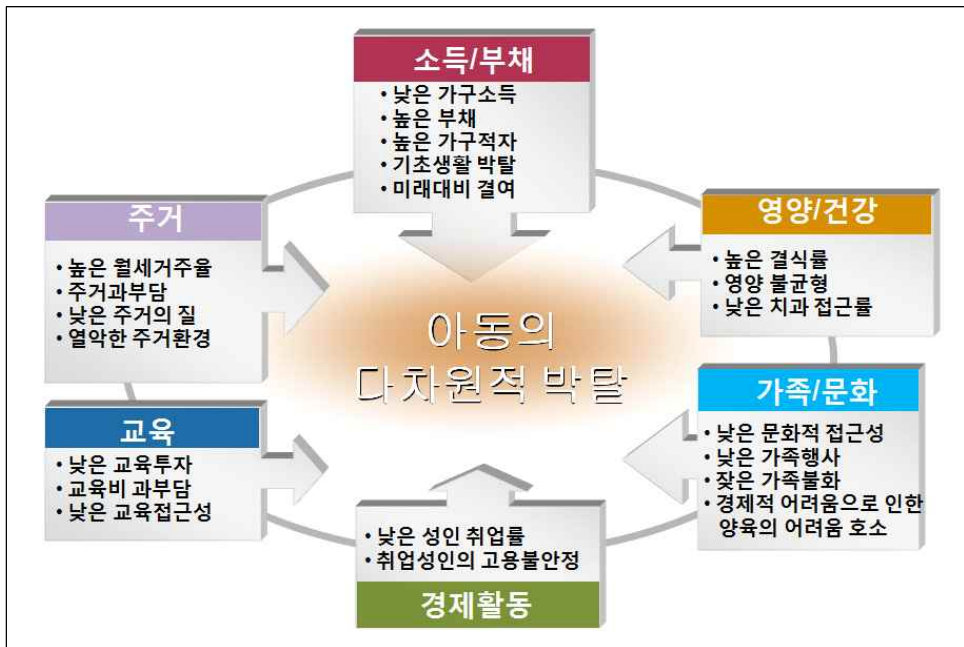 소득/부채
• 낮은 가구소득
• 높은 부채
• 높은 가구적자
• 기초생활 박탈
• 미래대비 결여
주거
• 높은 월세거주율
• 주거과부담
• 낮은 주거의 질
• 열악한 주거환경
영양/건강
• 높은 결식률
• 영양 불균형
• 낮은 치과 접근률
아동의
다차원적 박탈
교육
• 낮은 교육투자
• 교육비 과부담
• 낮은 교육접근성
가족/문화
• 낮은 문화적 접근성
• 낮은 가족행사
• 잦은 가족불화
• 경제적 어려움으로 인한
양육의 어려움 호소
• 낮은 성인 취업률
• 취업성인의 고용불안정
경제활동